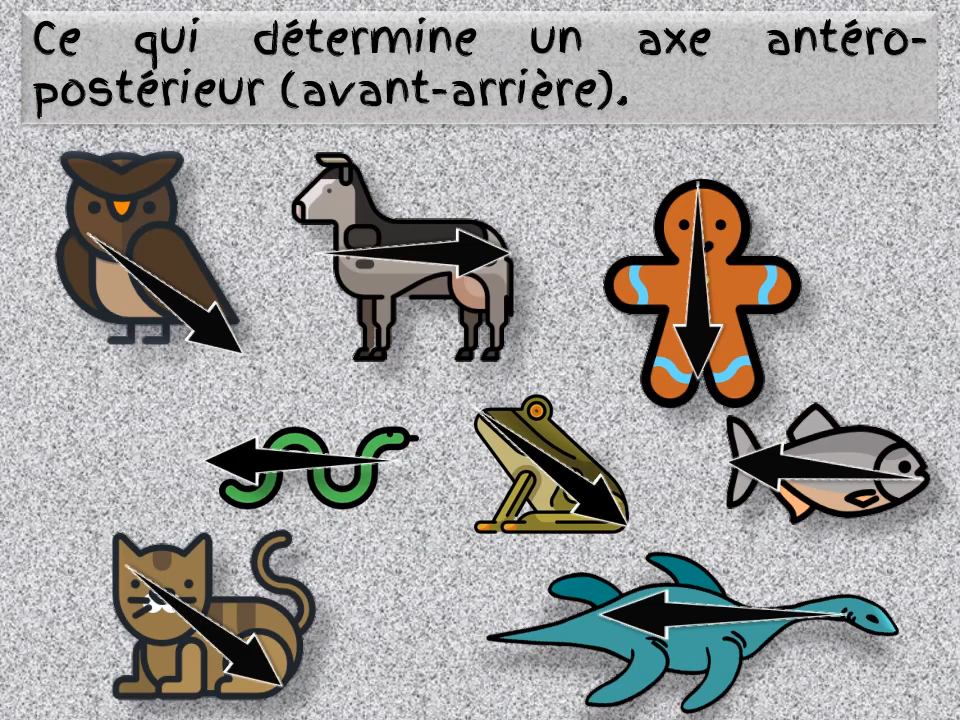 Ce qui détermine un axe antéro-
postérieur (avant-arrière).